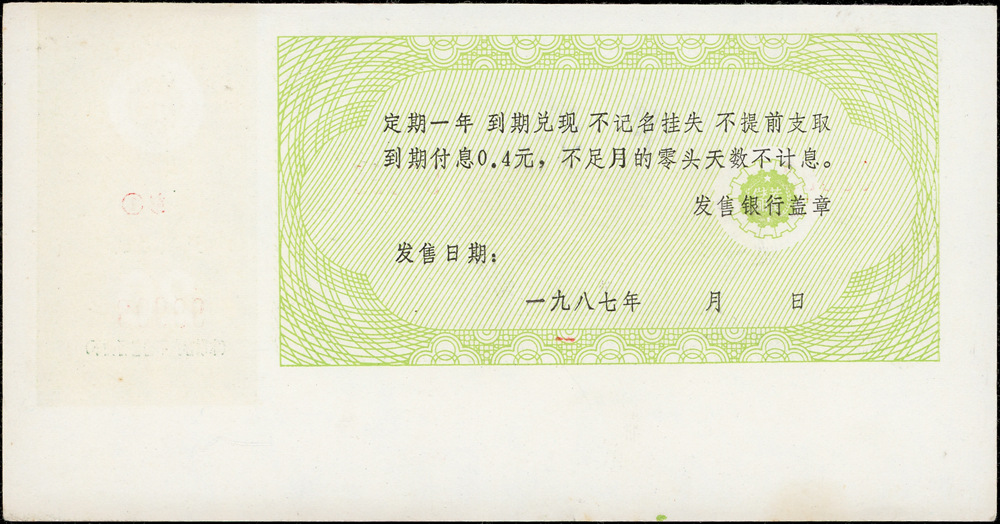 定期一年 到期兑现 不记名挂失 不提前支取
到期付息0.4元，不足月的零头天数不计息。
发售银行盖章
发售日期：
一九八七年 月 日